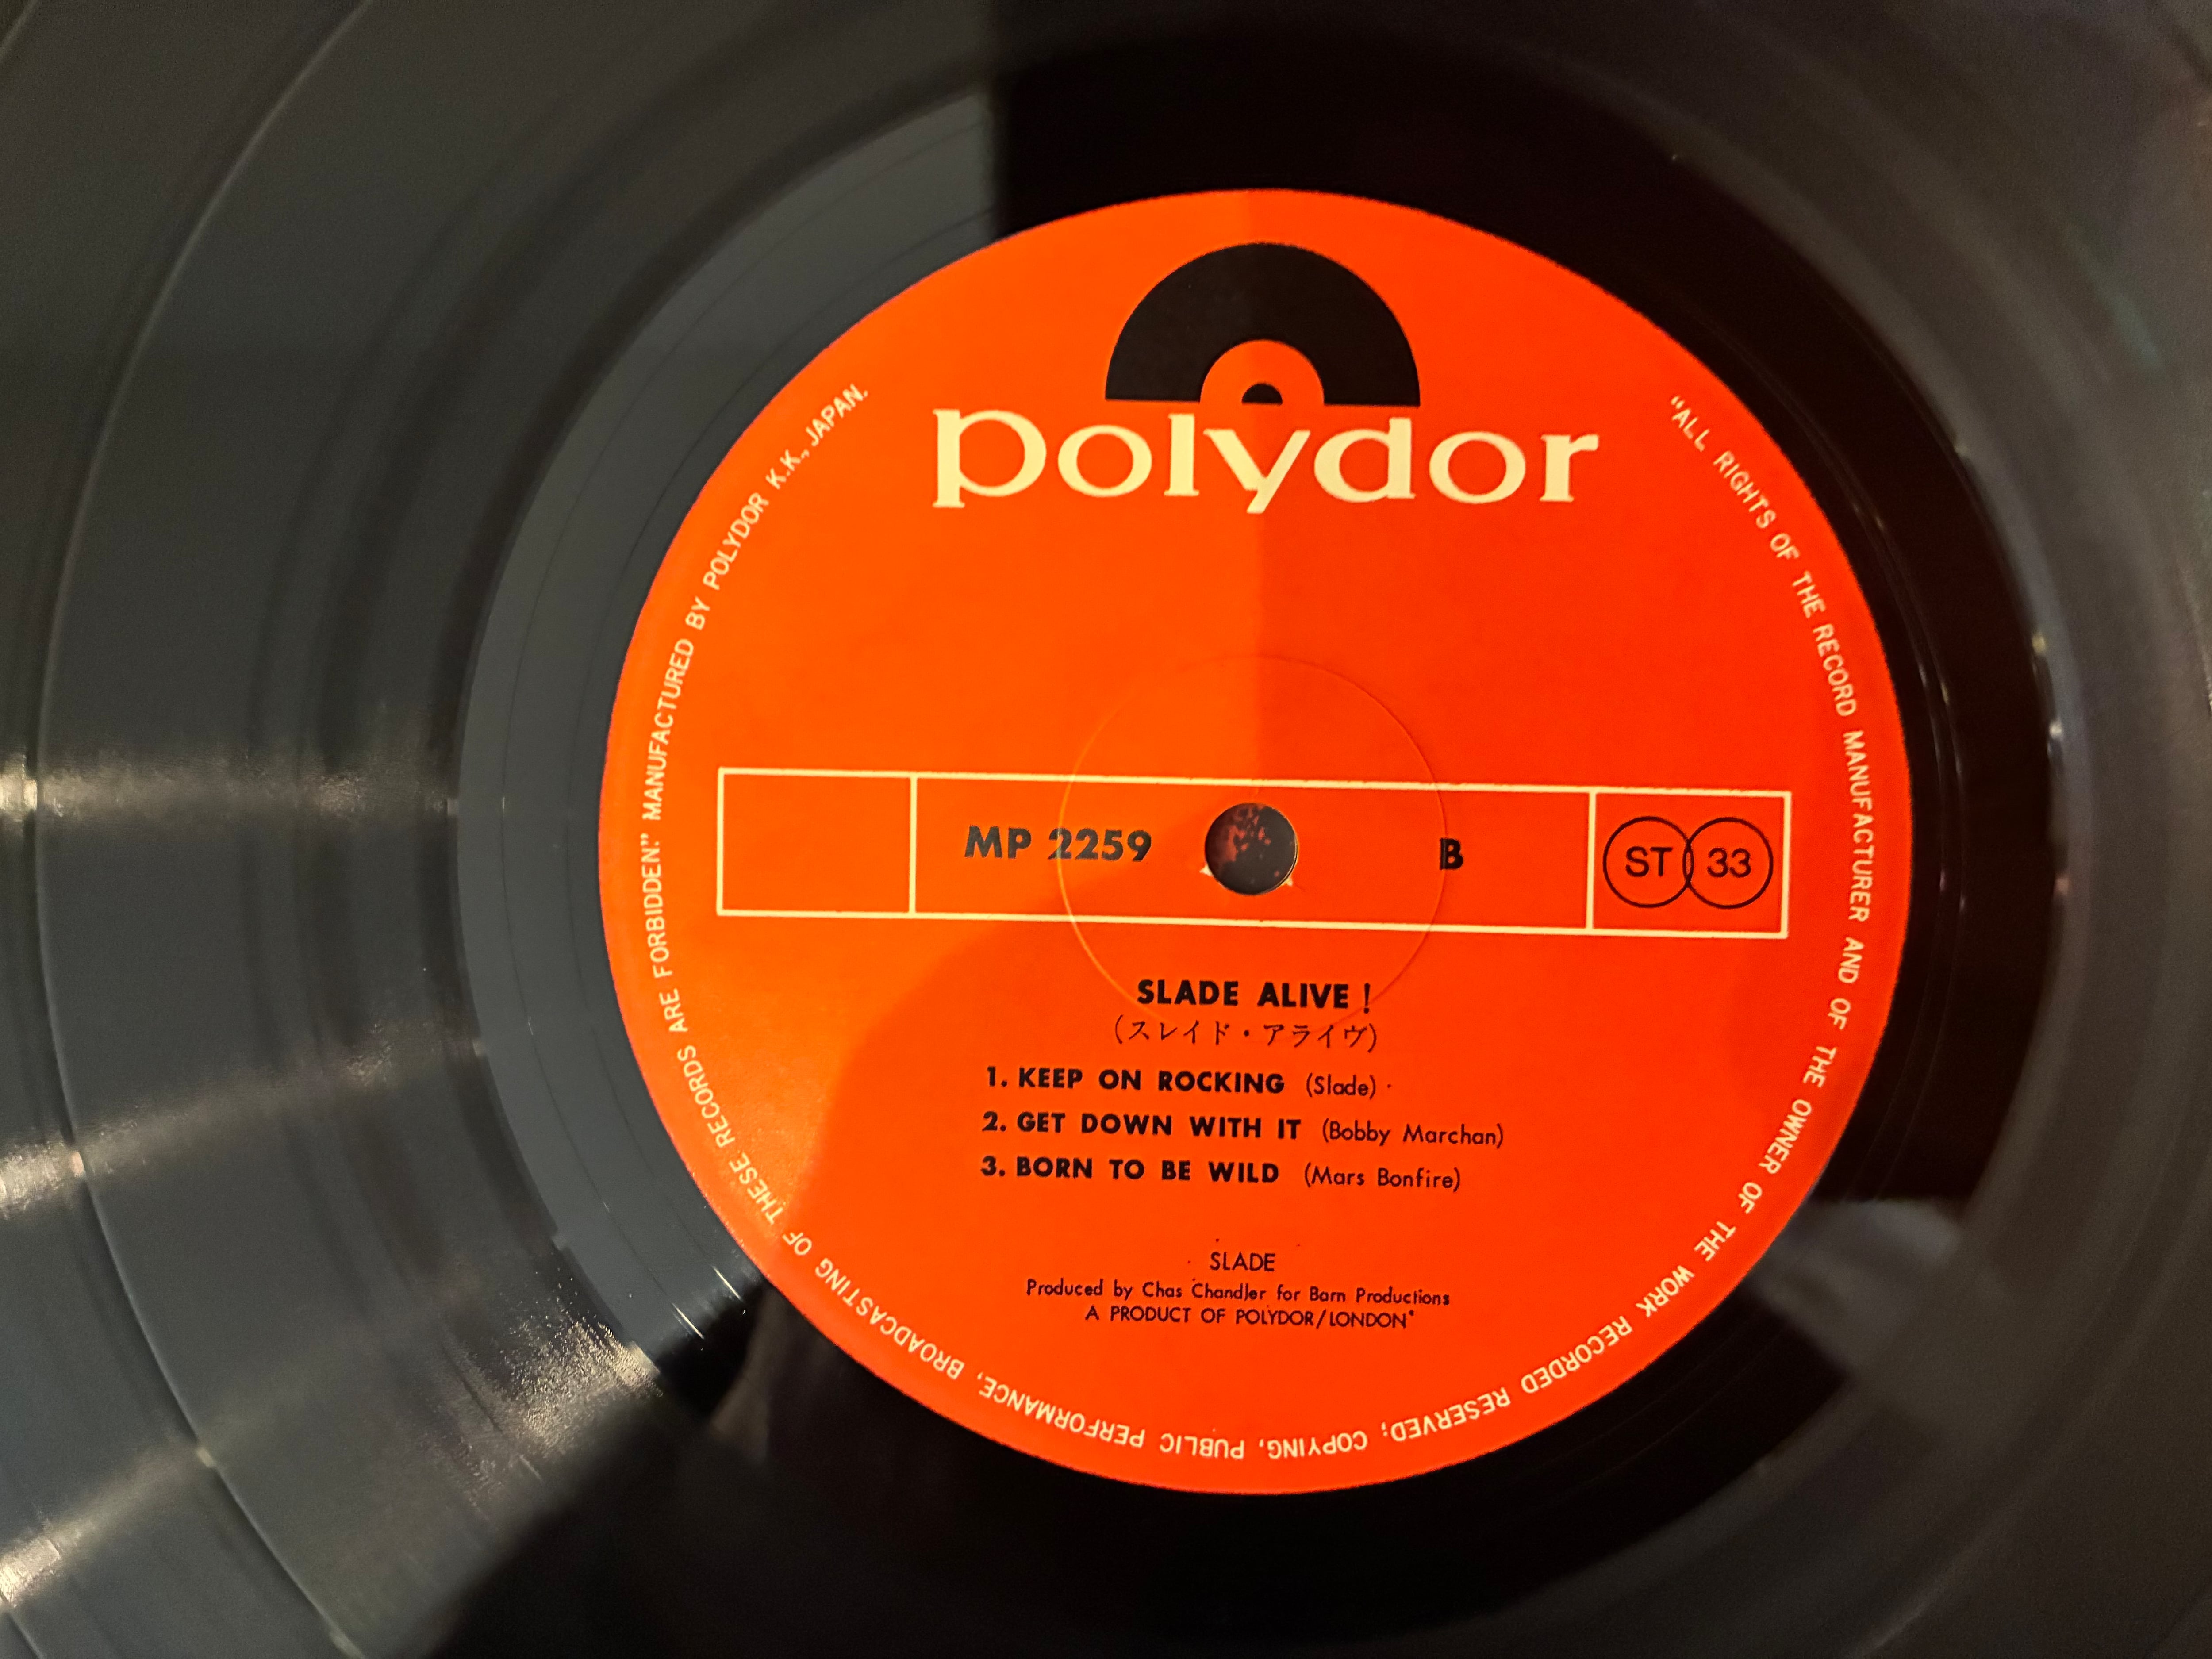 polydor
MP 2259
B
ST 33
SLADE ALIVE!
(スレイド・アライヴ)
1. KEEP ON ROCKING (Slade)
2. GET DOWN WITH IT (Bobby Marchan)
3. BORN TO BE WILD (Mars Bonfire)
SLADE
Produced by Chas Chandler for Barn Productions
A PRODUCT OF POLYDOR/LONDON
"ALL RIGHTS OF THE RECORD MANUFACTURER AND OF THE OWNER OF THE WORK RECORDED RESERVED; COPYING, PUBLIC PERFORMANCE, BROADCASTING OF THESE RECORDS ARE FORBIDDEN." MANUFACTURED BY POLYDOR K.K., JAPAN.